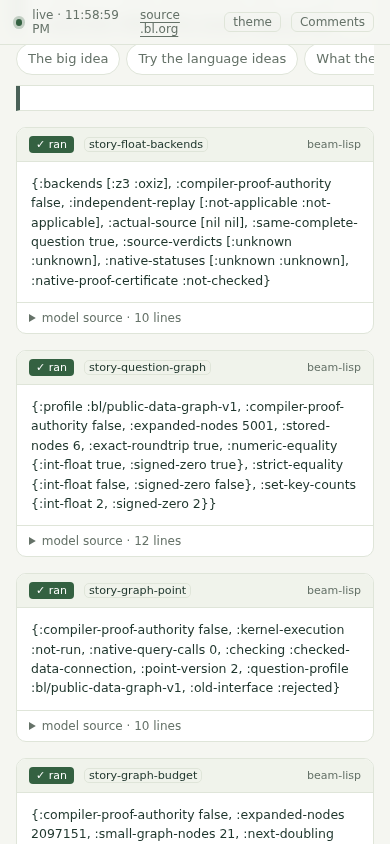 live · 11:58:59 PM
source .bl.org
theme
Comments
The big idea
Try the language ideas
What the
✓ ran story-float-backends beam-lisp
{:backends [:z3 :oxiz], :compiler-proof-authority
false, :independent-replay [:not-applicable :not-
applicable], :actual-source [nil nil], :same-complete-
question true, :source-verdicts [:unknown
:unknown], :native-statuses [:unknown :unknown],
:native-proof-certificate :not-checked}
▶ model source · 10 lines
✓ ran story-question-graph beam-lisp
{:profile :bl/public-data-graph-v1, :compiler-proof-
authority false, :expanded-nodes 5001, :stored-
nodes 6, :exact-roundtrip true, :numeric-equality
{:int-float true, :signed-zero true}, :strict-equality
{:int-float false, :signed-zero false}, :set-key-counts
{:int-float 2, :signed-zero 2}}
▶ model source · 12 lines
✓ ran story-graph-point beam-lisp
{:compiler-proof-authority false, :kernel-execution
:not-run, :native-query-calls 0, :checking :checked-
data-connection, :point-version 2, :question-profile
:bl/public-data-graph-v1, :old-interface :rejected}
▶ model source · 10 lines
✓ ran story-graph-budget beam-lisp
{:compiler-proof-authority false, :expanded-nodes
2097151, :small-graph-nodes 21, :next-doubling